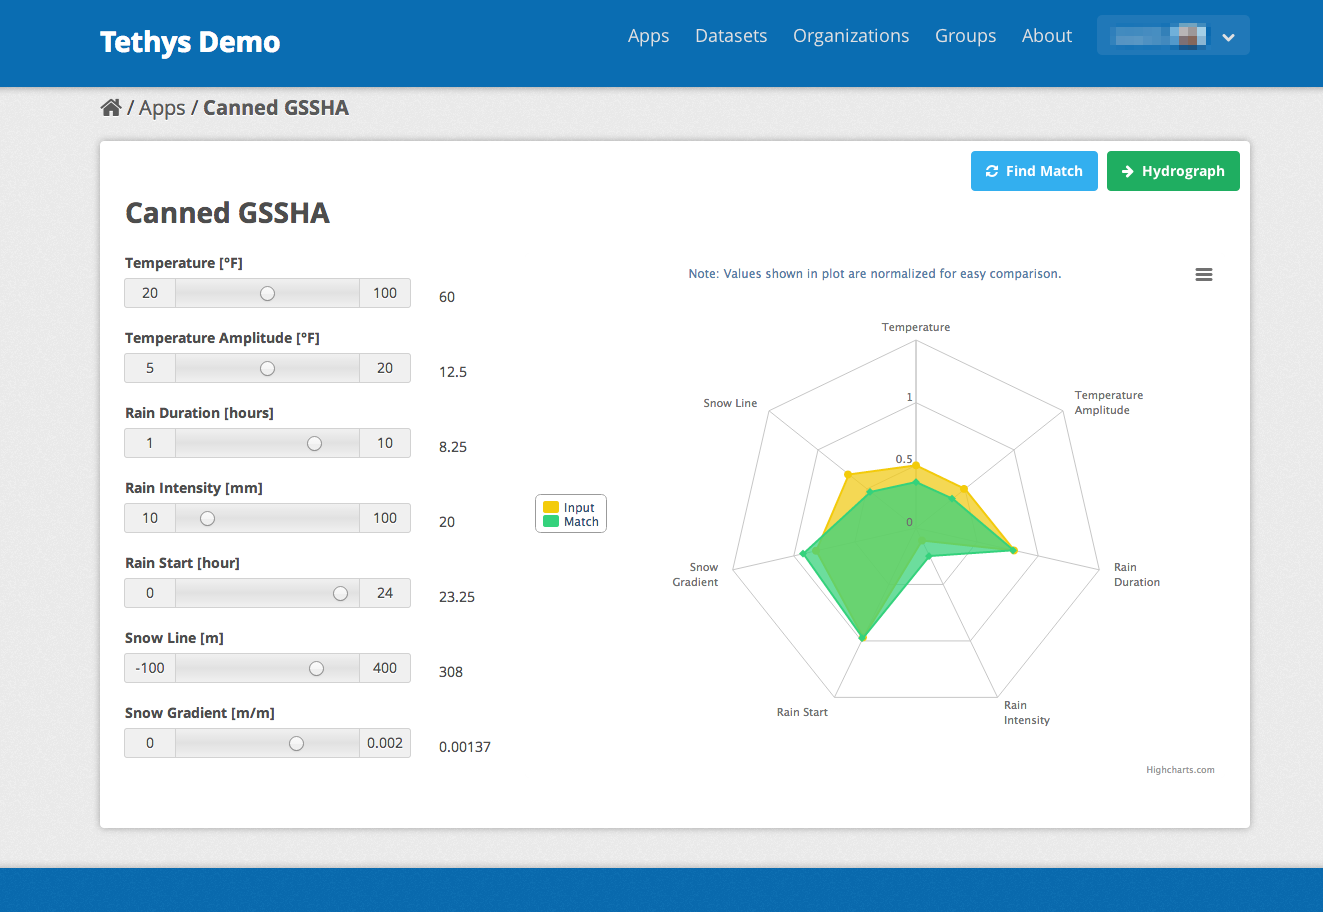 Tethys Demo
Apps Datasets Organizations Groups About
/ Apps / Canned GSSHA
Find Match Hydrograph
Canned GSSHA
Temperature [°F]
20 100 60
Temperature Amplitude [°F]
5 20 12.5
Rain Duration [hours]
1 10 8.25
Rain Intensity [mm]
10 100 20
Rain Start [hour]
0 24 23.25
Snow Line [m]
-100 400 308
Snow Gradient [m/m]
0 0.002 0.00137
Input
Match
Note: Values shown in plot are normalized for easy comparison.
Temperature
Temperature
Amplitude
Rain
Duration
Rain
Intensity
Rain Start
Snow
Gradient
Snow Line
1
0.5
0
Highcharts.com